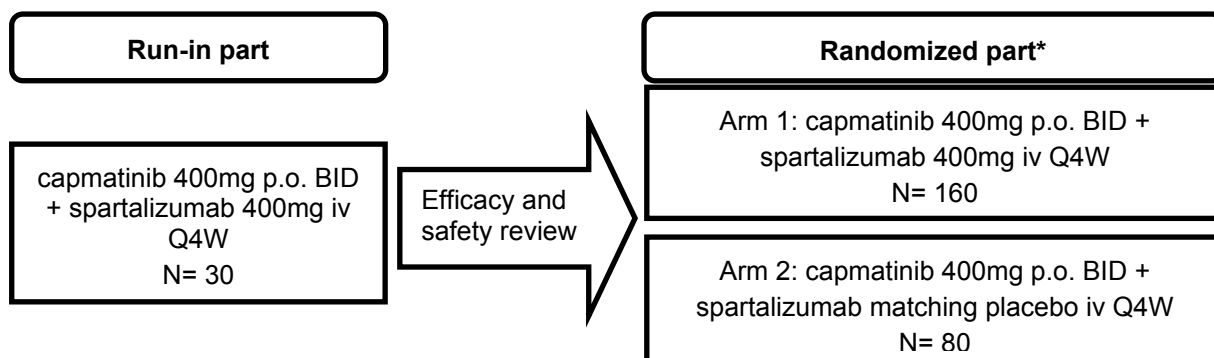 Run-in part
Randomized part*
capmatinib 400mg p.o. BID
+ spartalizumab 400mg iv
Q4W
N= 30
Efficacy and
safety review
Arm 1: capmatinib 400mg p.o. BID +
spartalizumab 400mg iv Q4W
N= 160
Arm 2: capmatinib 400mg p.o. BID +
spartalizumab matching placebo iv Q4W
N= 80